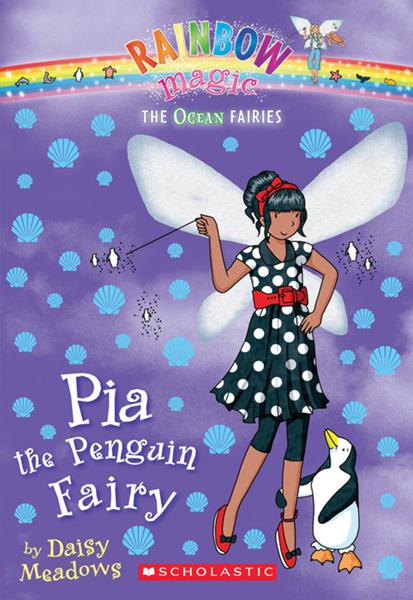 RAINBOW
magic
THE OCEAN FAIRIES
Pia
the Penguin
Fairy
by Daisy
Meadows
SCHOLASTIC